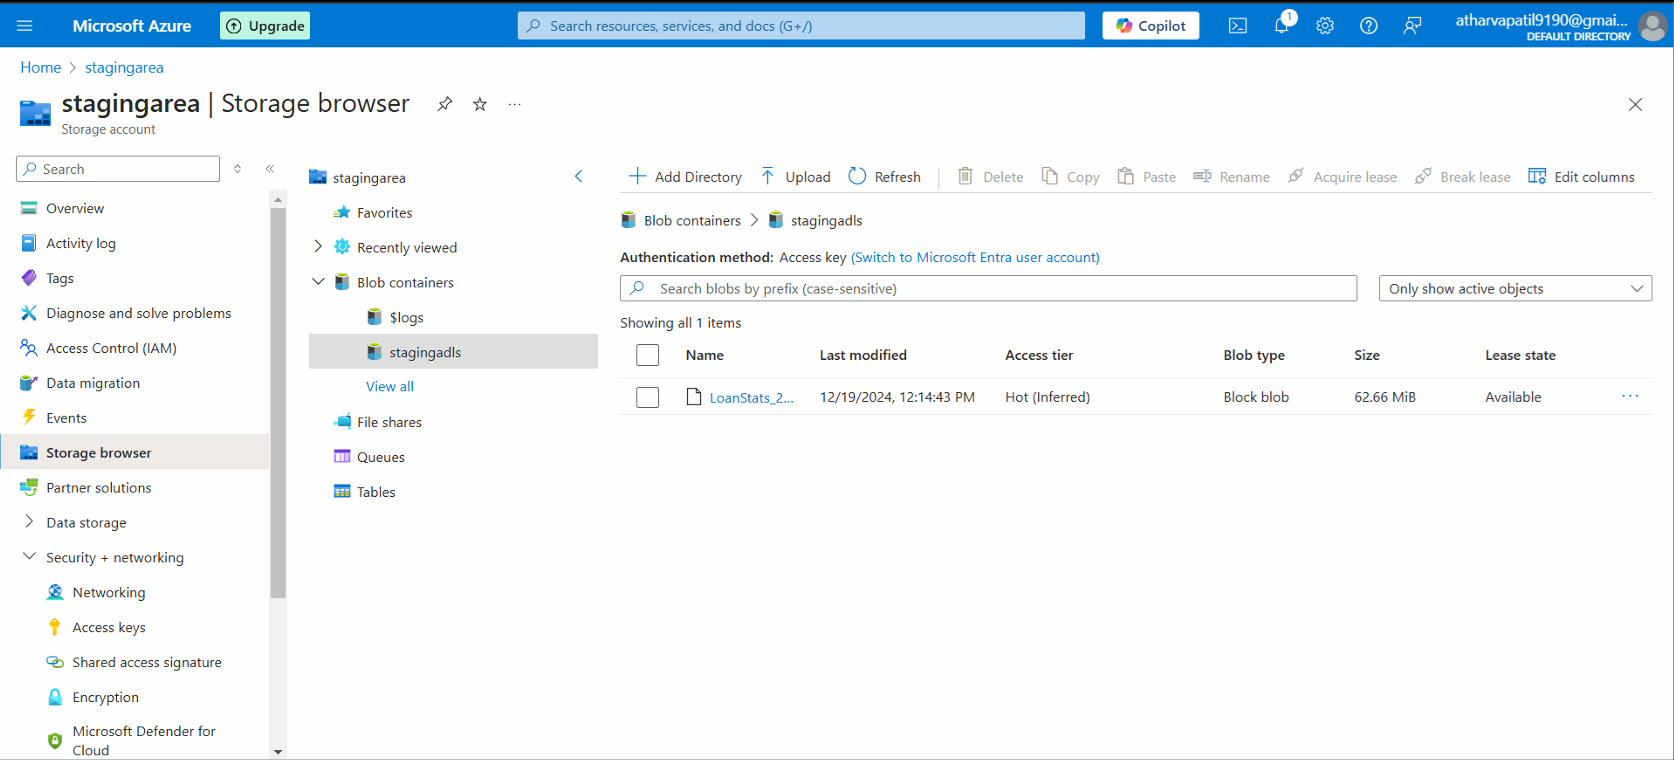 Microsoft Azure
Upgrade
Search resources, services, and docs (G+/)
Copilot
1
atharvapatil9190@gmai...
DEFAULT DIRECTORY
Home > stagingarea
stagingarea | Storage browser
Storage account
Search
Overview
Activity log
Tags
Diagnose and solve problems
Access Control (IAM)
Data migration
Events
Storage browser
Partner solutions
Data storage
Security + networking
Networking
Access keys
Shared access signature
Encryption
Microsoft Defender for
Cloud
stagingarea
Favorites
Recently viewed
Blob containers
$logs
stagingadls
View all
File shares
Queues
Tables
Add Directory Upload Refresh Delete Copy Paste Rename Acquire lease Break lease Edit columns
Blob containers > stagingadls
Authentication method: Access key (Switch to Microsoft Entra user account)
Search blobs by prefix (case-sensitive)
Only show active objects
Showing all 1 items
Name Last modified Access tier Blob type Size Lease state
LoanStats_2... 12/19/2024, 12:14:43 PM Hot (Inferred) Block blob 62.66 MiB Available ...